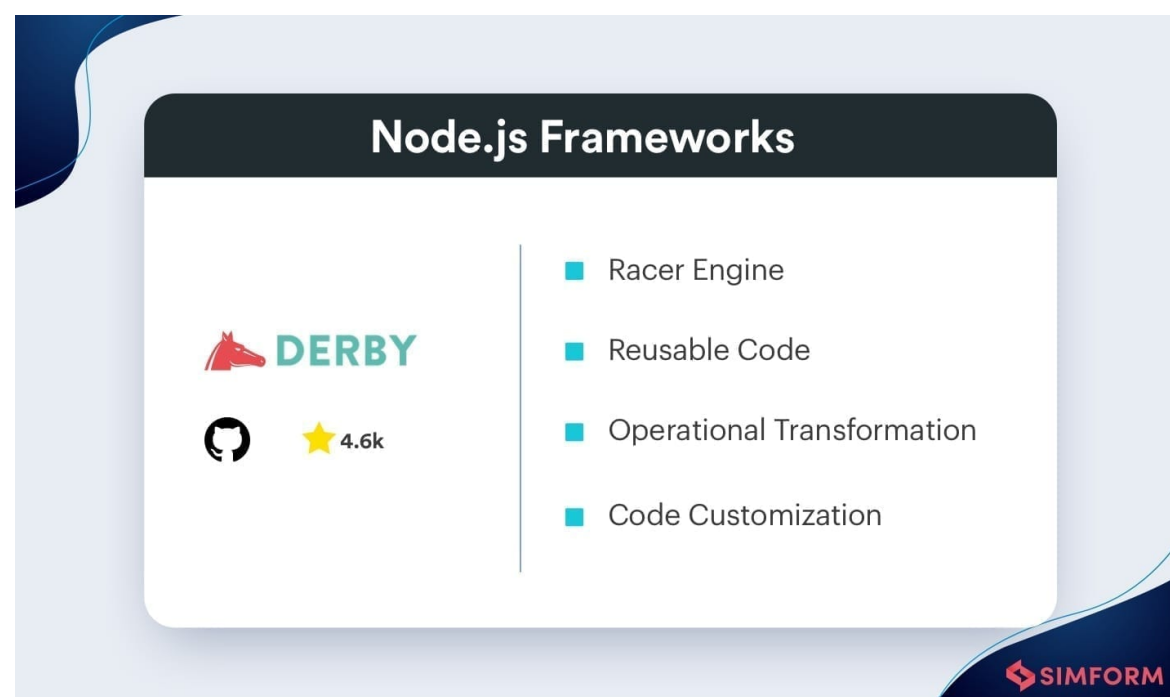 Node.js Frameworks
DERBY
4.6k
Racer Engine
Reusable Code
Operational Transformation
Code Customization
SIMFORM